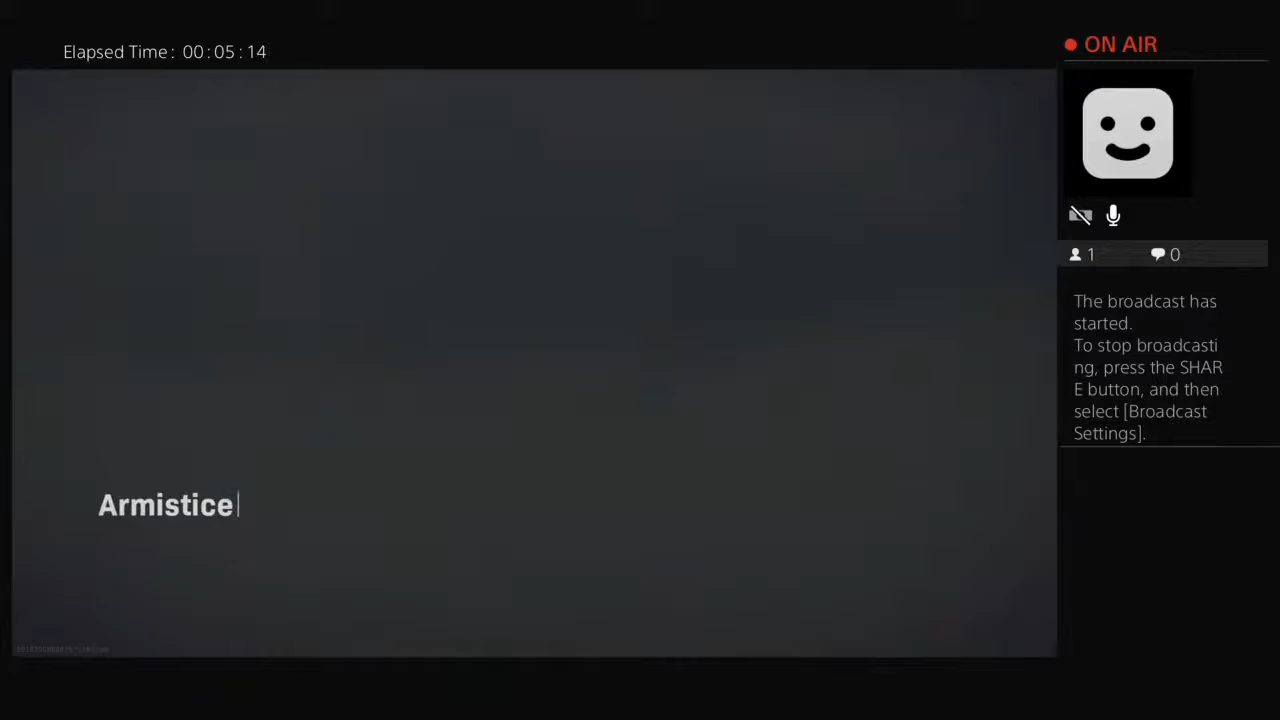 Elapsed Time: 00:05:14
ON AIR
1 0
The broadcast has
started.
To stop broadcasti
ng, press the SHAR
E button, and then
select [Broadcast
Settings].
Armistice